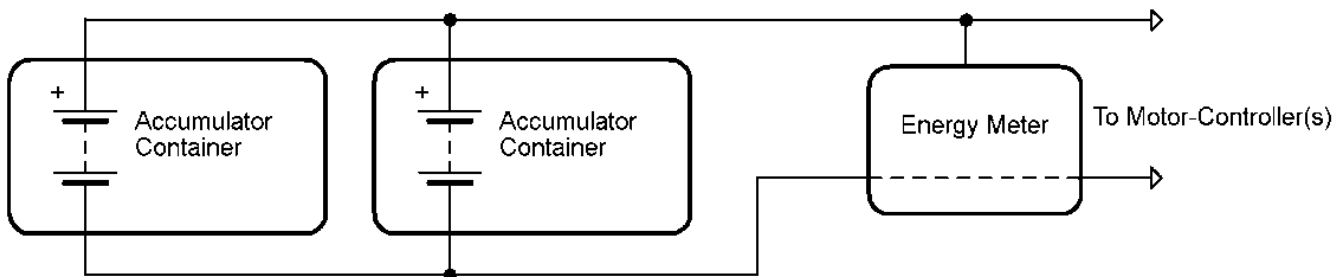 +
Accumulator
Container
+
Accumulator
Container
Energy Meter
To Motor-Controller(s)